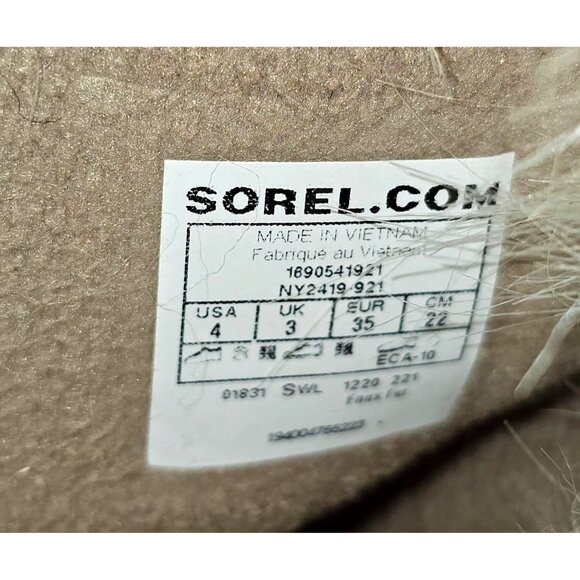 SOREL.COM
MADE IN VIETNAM
Fabriqué au Vietnam
1690541921
NY2419-921
USA 4 UK 3 EUR 35 CM 22
ECA-10
01831 SWL 1220 221
Faux Fur
194004766223